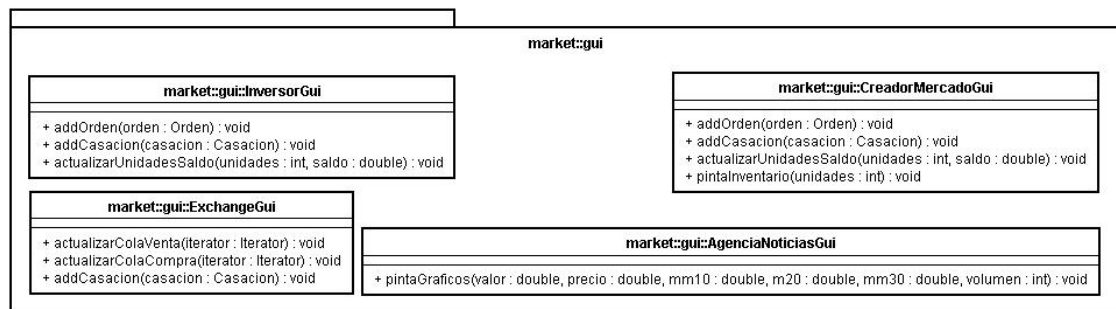 market::gui
market::gui::InversorGui
+ addOrden(orden : Orden) : void
+ addCasacion(casacion : Casacion) : void
+ actualizarUnidadesSaldo(unidades : int, saldo : double) : void
market::gui::CreadorMercadoGui
+ addOrden(orden : Orden) : void
+ addCasacion(casacion : Casacion) : void
+ actualizarUnidadesSaldo(unidades : int, saldo : double) : void
+ pintaInventario(unidades : int) : void
market::gui::ExchangeGui
+ actualizarColaVenta(iterator : Iterator) : void
+ actualizarColaCompra(iterator : Iterator) : void
+ addCasacion(casacion : Casacion) : void
market::gui::AgenciaNoticiasGui
+ pintaGraficos(valor : double, precio : double, mm10 : double, m20 : double, mm30 : double, volumen : int) : void